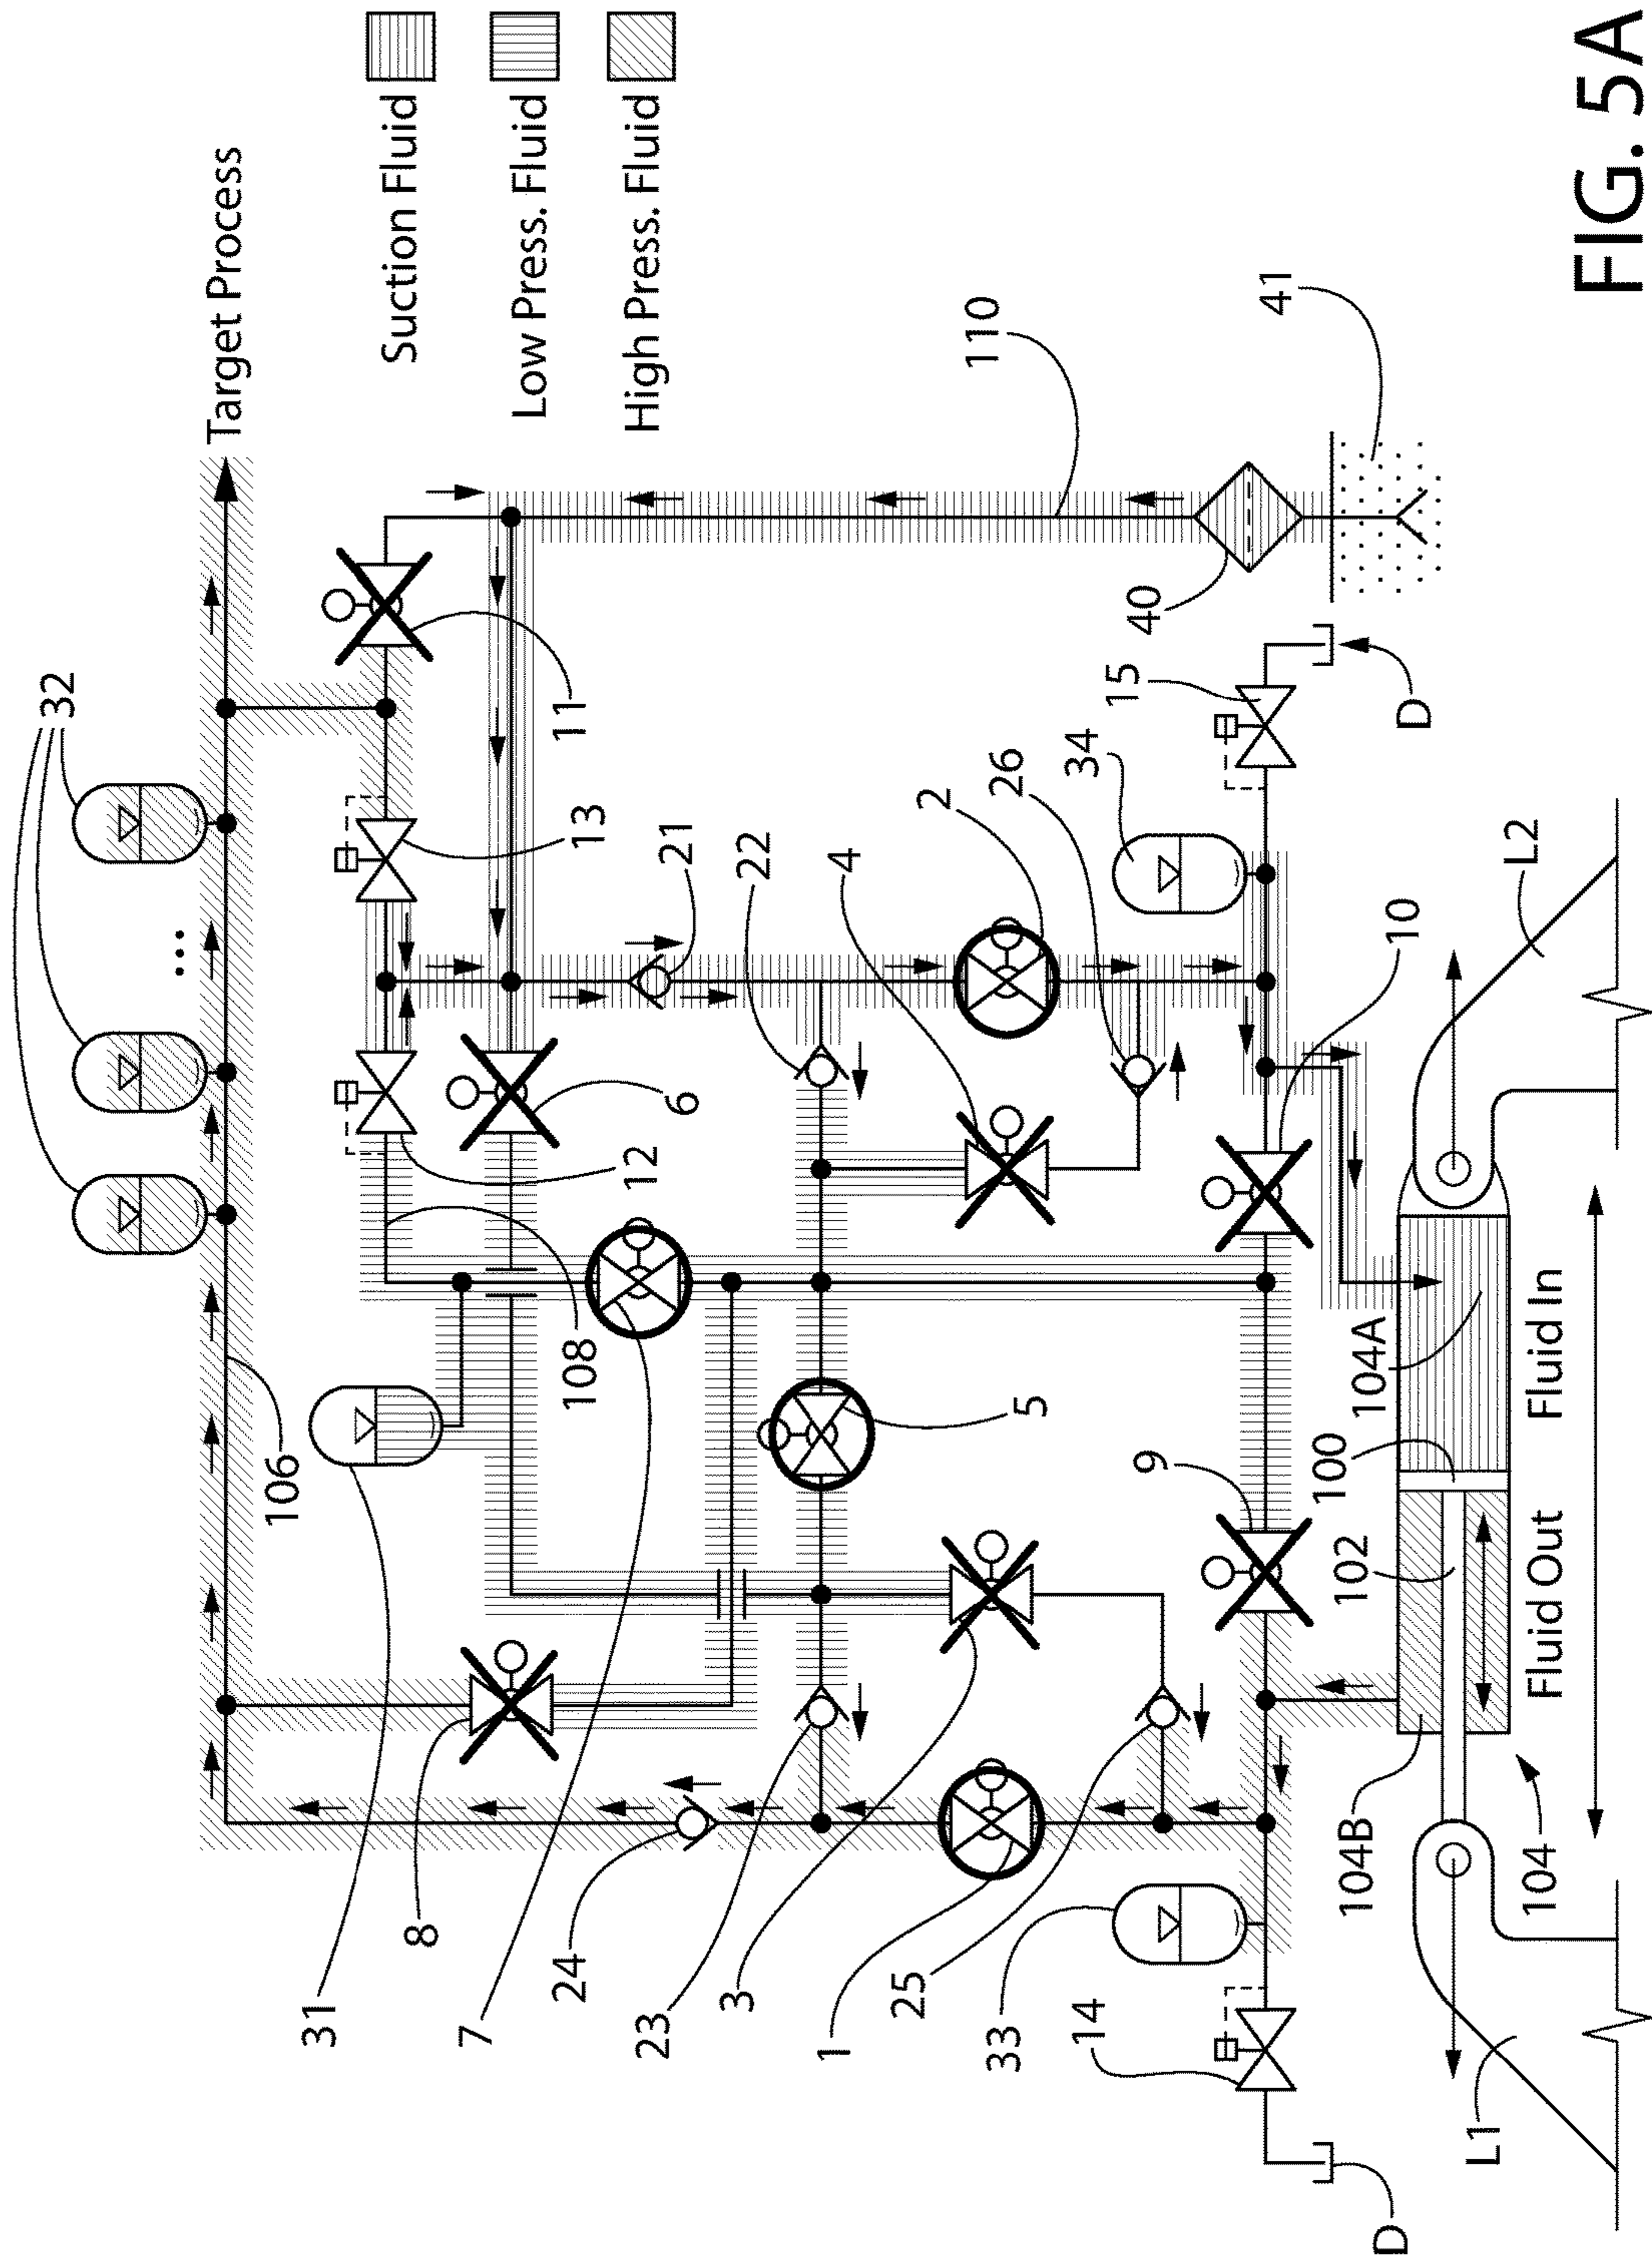 32
Target Process
Suction Fluid
Low Press. Fluid
High Press. Fluid
106
11
13
31
108
12
6
21
110
8
7
22
4
2
26
24
5
34
15
40
41
D
23
3
9
10
1
25
33
14
100
102
104A
104B
104
Fluid Out
Fluid In
L1
L2
D
FIG. 5A
...